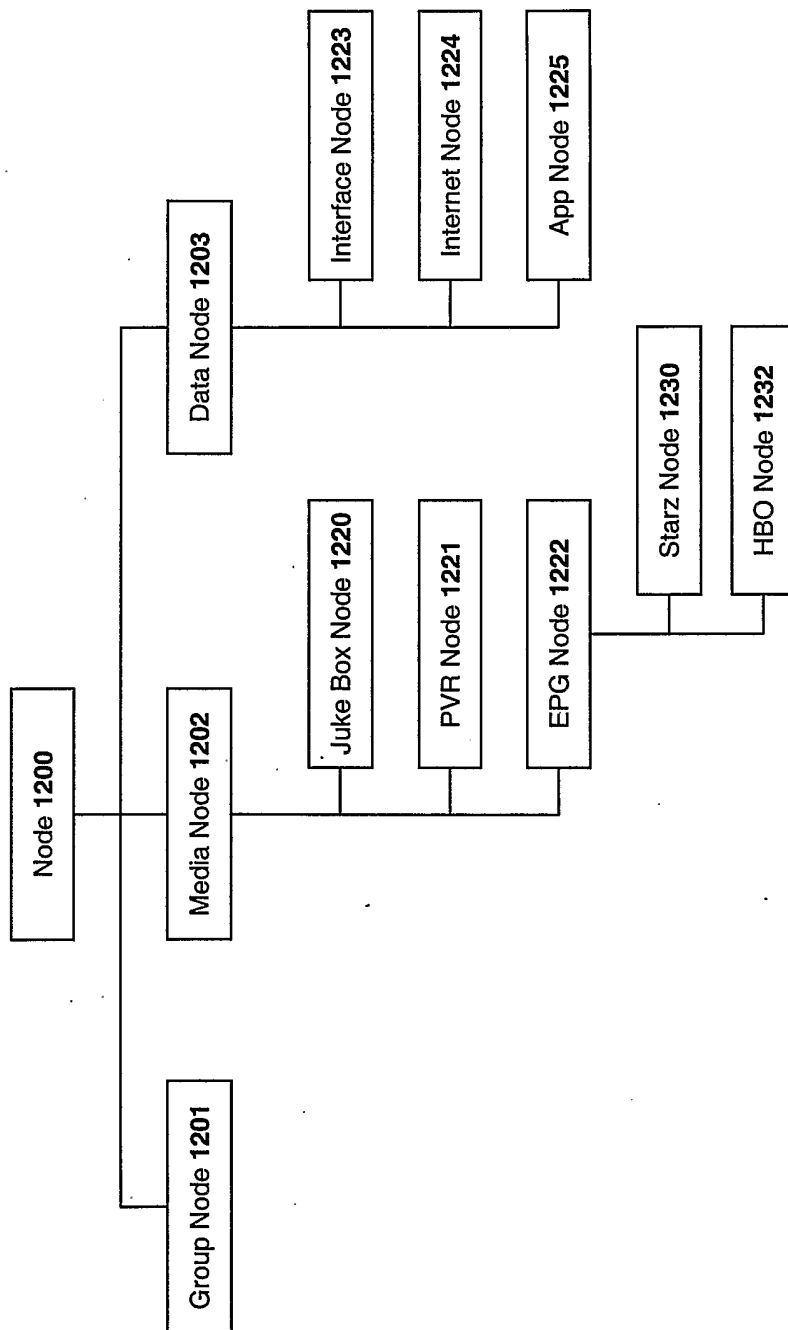 Node 1200
Group Node 1201
Media Node 1202
Data Node 1203
Juke Box Node 1220
PVR Node 1221
EPG Node 1222
Starz Node 1230
HBO Node 1232
Interface Node 1223
Internet Node 1224
App Node 1225